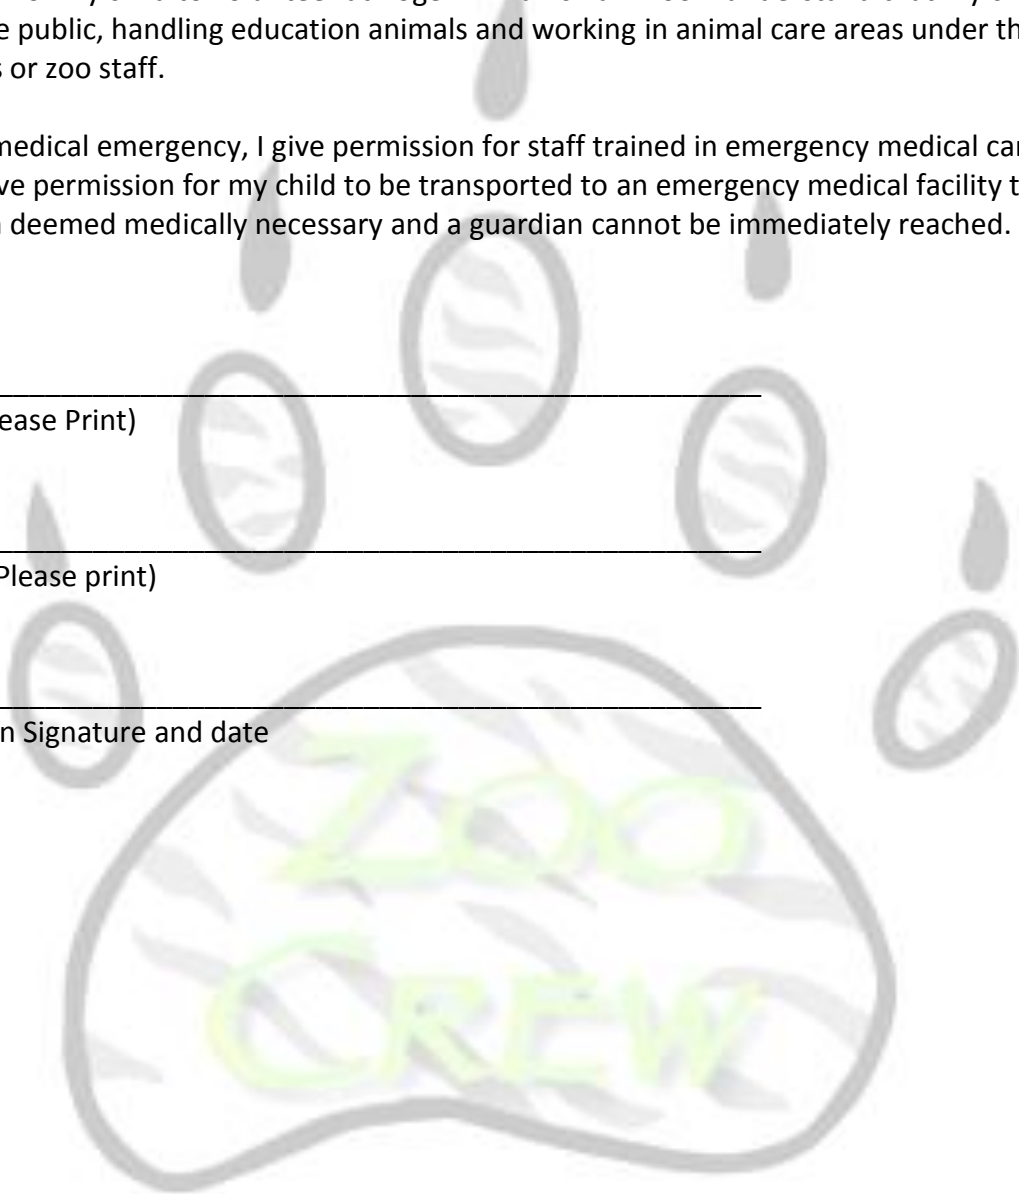 e public, handling education animals and working in animal care areas under th
s or zoo staff.
medical emergency, I give permission for staff trained in emergency medical car
ve permission for my child to be transported to an emergency medical facility t
n deemed medically necessary and a guardian cannot be immediately reached.
ease Print)
Please print)
n Signature and date
ZOO
CREW